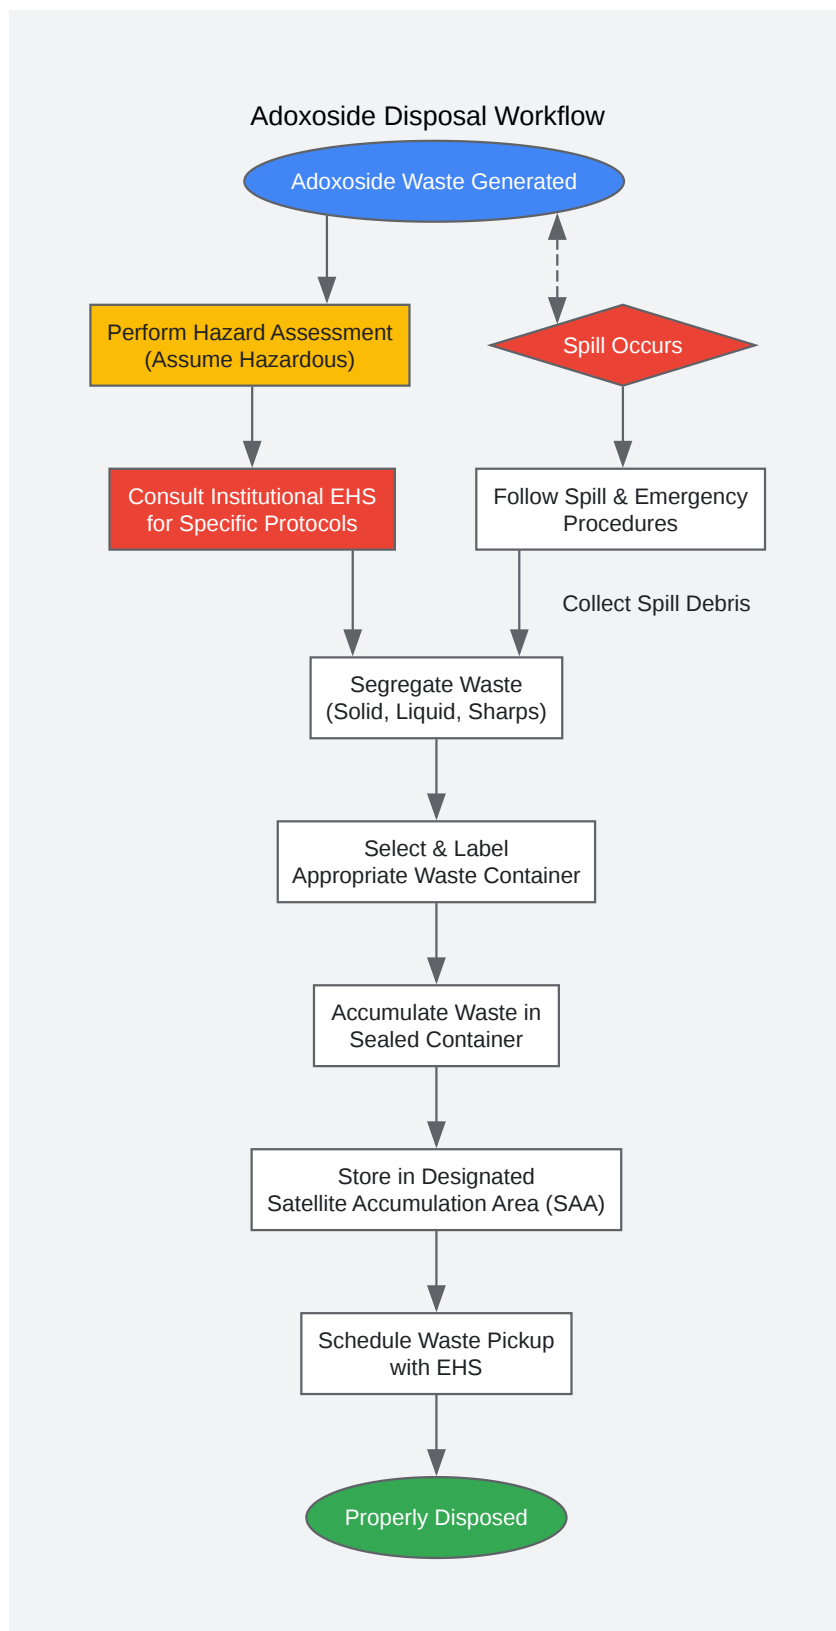 Adoxoside Disposal Workflow
Adoxoside Waste Generated
Perform Hazard Assessment
(Assume Hazardous)
Spill Occurs
Consult Institutional EHS
for Specific Protocols
Follow Spill & Emergency
Procedures
Collect Spill Debris
Segregate Waste
(Solid, Liquid, Sharps)
Select & Label
Appropriate Waste Container
Accumulate Waste in
Sealed Container
Store in Designated
Satellite Accumulation Area (SAA)
Schedule Waste Pickup
with EHS
Properly Disposed